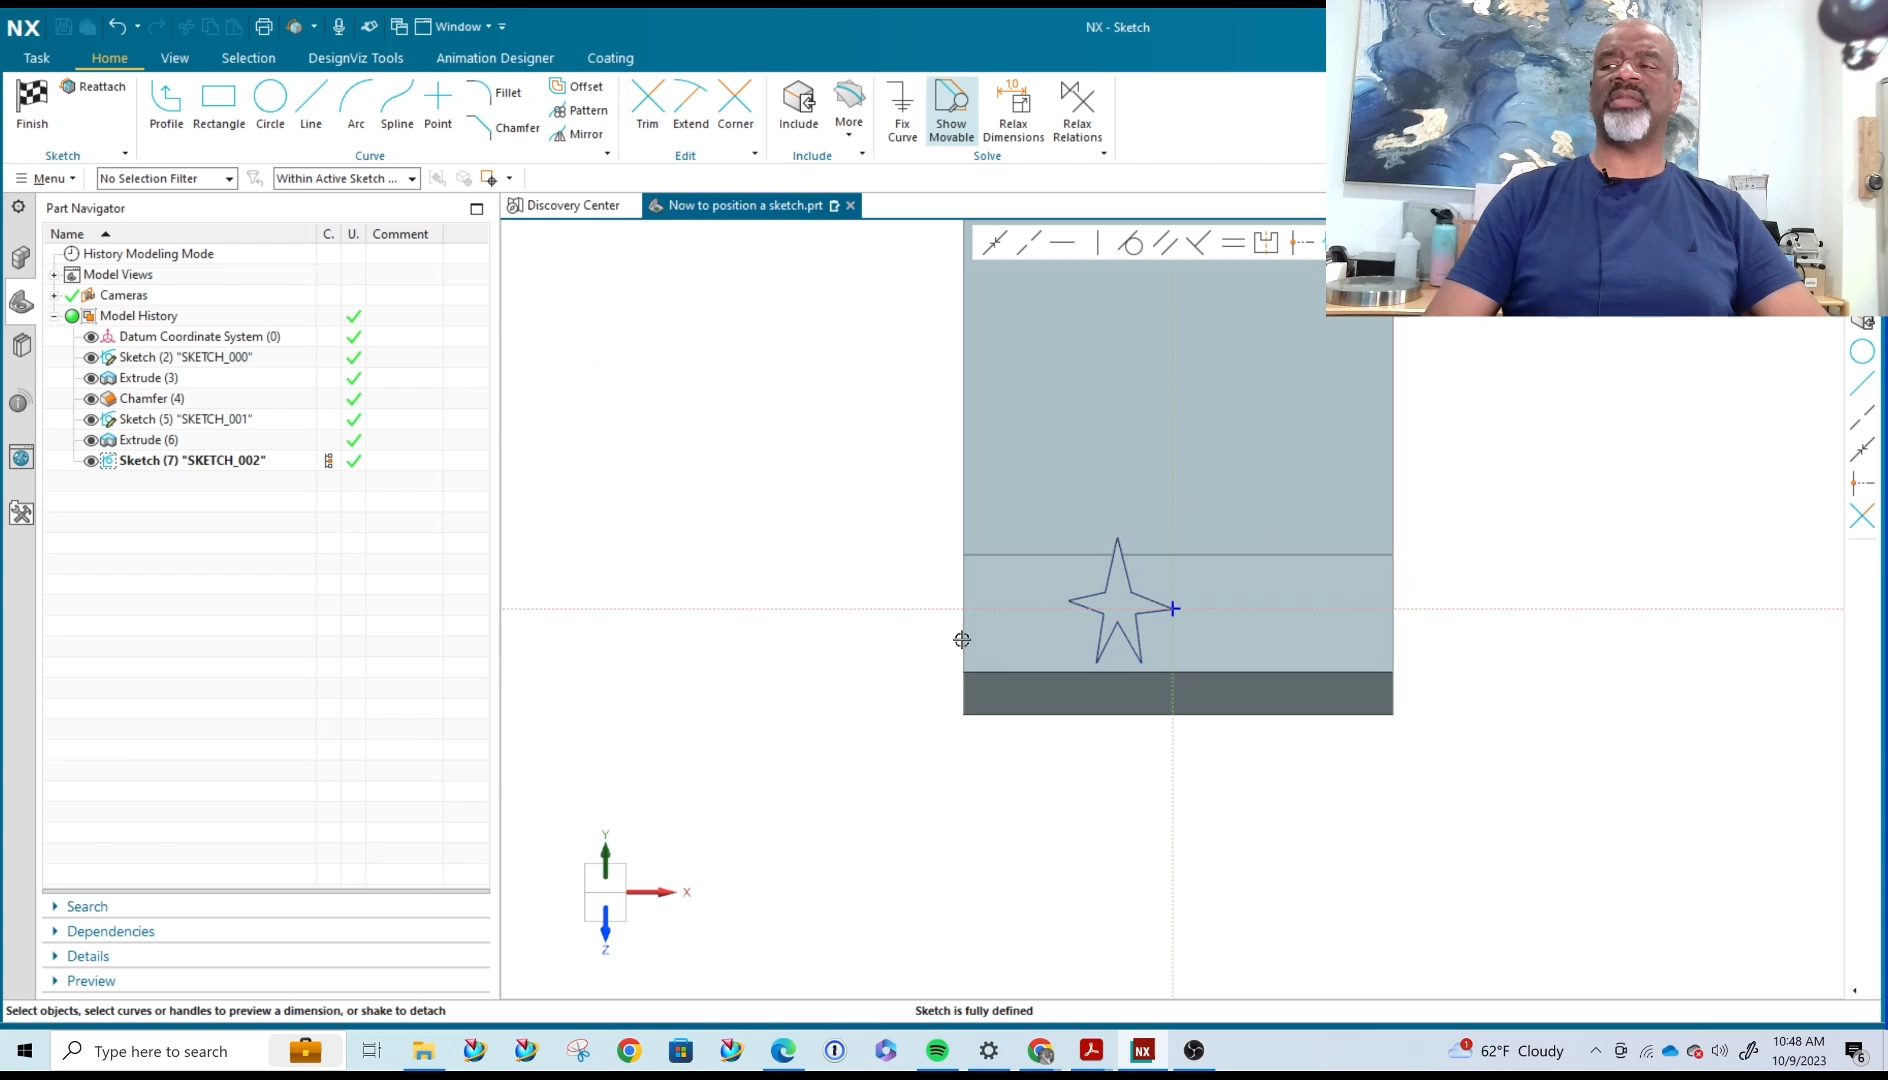 NX
Window
NX - Sketch
Task Home View Selection DesignViz Tools Animation Designer Coating
Reattach
Finish
Profile Rectangle Circle Line Arc Spline Point
Fillet
Chamfer
Offset
Pattern
Mirror
Trim Extend Corner
Include More
Fix Curve
Show Movable
10
Relax Dimensions
Relax Relations
Sketch Curve Edit Include Solve
Menu No Selection Filter Within Active Sketch ...
Part Navigator
Discovery Center Now to position a sketch.prt
Name C. U. Comment
History Modeling Mode
Model Views
Cameras
Model History
Datum Coordinate System (0)
Sketch (2) "SKETCH_000"
Extrude (3)
Chamfer (4)
Sketch (5) "SKETCH_001"
Extrude (6)
Sketch (7) "SKETCH_002"
Y
X
Z
Search
Dependencies
Details
Preview
Select objects, select curves or handles to preview a dimension, or shake to detach Sketch is fully defined
Type here to search
NX
1
62°F Cloudy
10:48 AM
10/9/2023
6